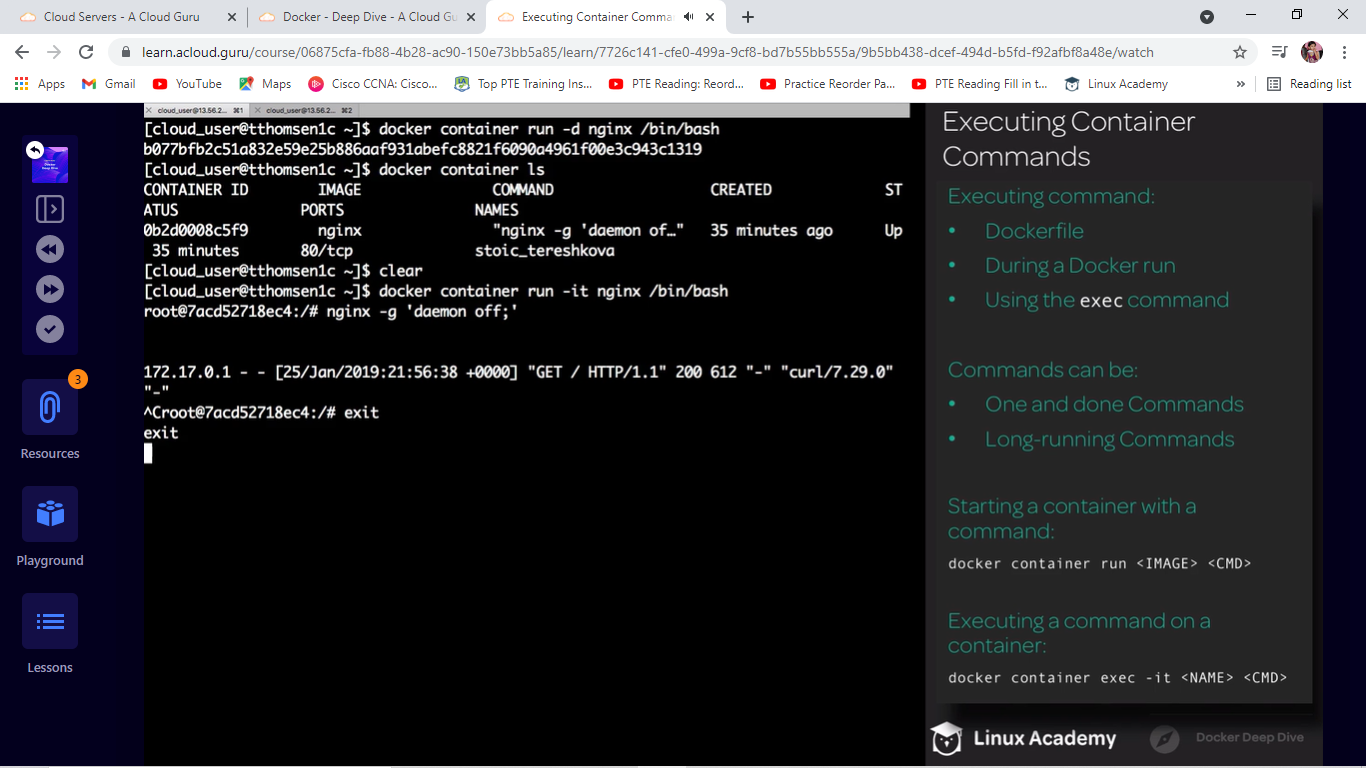 Cloud Servers - A Cloud Guru
Docker - Deep Dive - A Cloud Gu
Executing Container Comma
learn.acloud.guru/course/06875cfa-fb88-4b28-ac90-150e73bb5a85/learn/7726c141-cfe0-499a-9cf8-bd7b55bb555a/9b5bb438-dcef-494d-b5fd-f92afbf8a48e/watch
Apps Gmail YouTube Maps Cisco CCNA: Cisco... Top PTE Training Ins... PTE Reading: Reord... Practice Reorder Pa... PTE Reading Fill in t... Linux Academy » Reading list
cloud_user@13.56.2... ⌘1 cloud_user@13.56.2... ⌘2
[cloud_user@tthomsen1c ~]$ docker container run -d nginx /bin/bash
b077bfb2c51a832e59e25b886aaf931abefc8821f6090a4961f00e3c943c1319
[cloud_user@tthomsen1c ~]$ docker container ls
CONTAINER ID IMAGE COMMAND CREATED ST
ATUS PORTS NAMES
0b2d0008c5f9 nginx "nginx -g 'daemon of…" 35 minutes ago Up
35 minutes 80/tcp stoic_tereshkova
[cloud_user@tthomsen1c ~]$ clear
[cloud_user@tthomsen1c ~]$ docker container run -it nginx /bin/bash
root@7acd52718ec4:/# nginx -g 'daemon off;'
172.17.0.1 - - [25/Jan/2019:21:56:38 +0000] "GET / HTTP/1.1" 200 612 "-" "curl/7.29.0"
"-"
^Croot@7acd52718ec4:/# exit
exit
3
Resources
Playground
Lessons
Executing Container
Commands
Executing command:
• Dockerfile
• During a Docker run
• Using the exec command
Commands can be:
• One and done Commands
• Long-running Commands
Starting a container with a
command:
docker container run <IMAGE> <CMD>
Executing a command on a
container:
docker container exec -it <NAME> <CMD>
Linux Academy
Docker Deep Dive